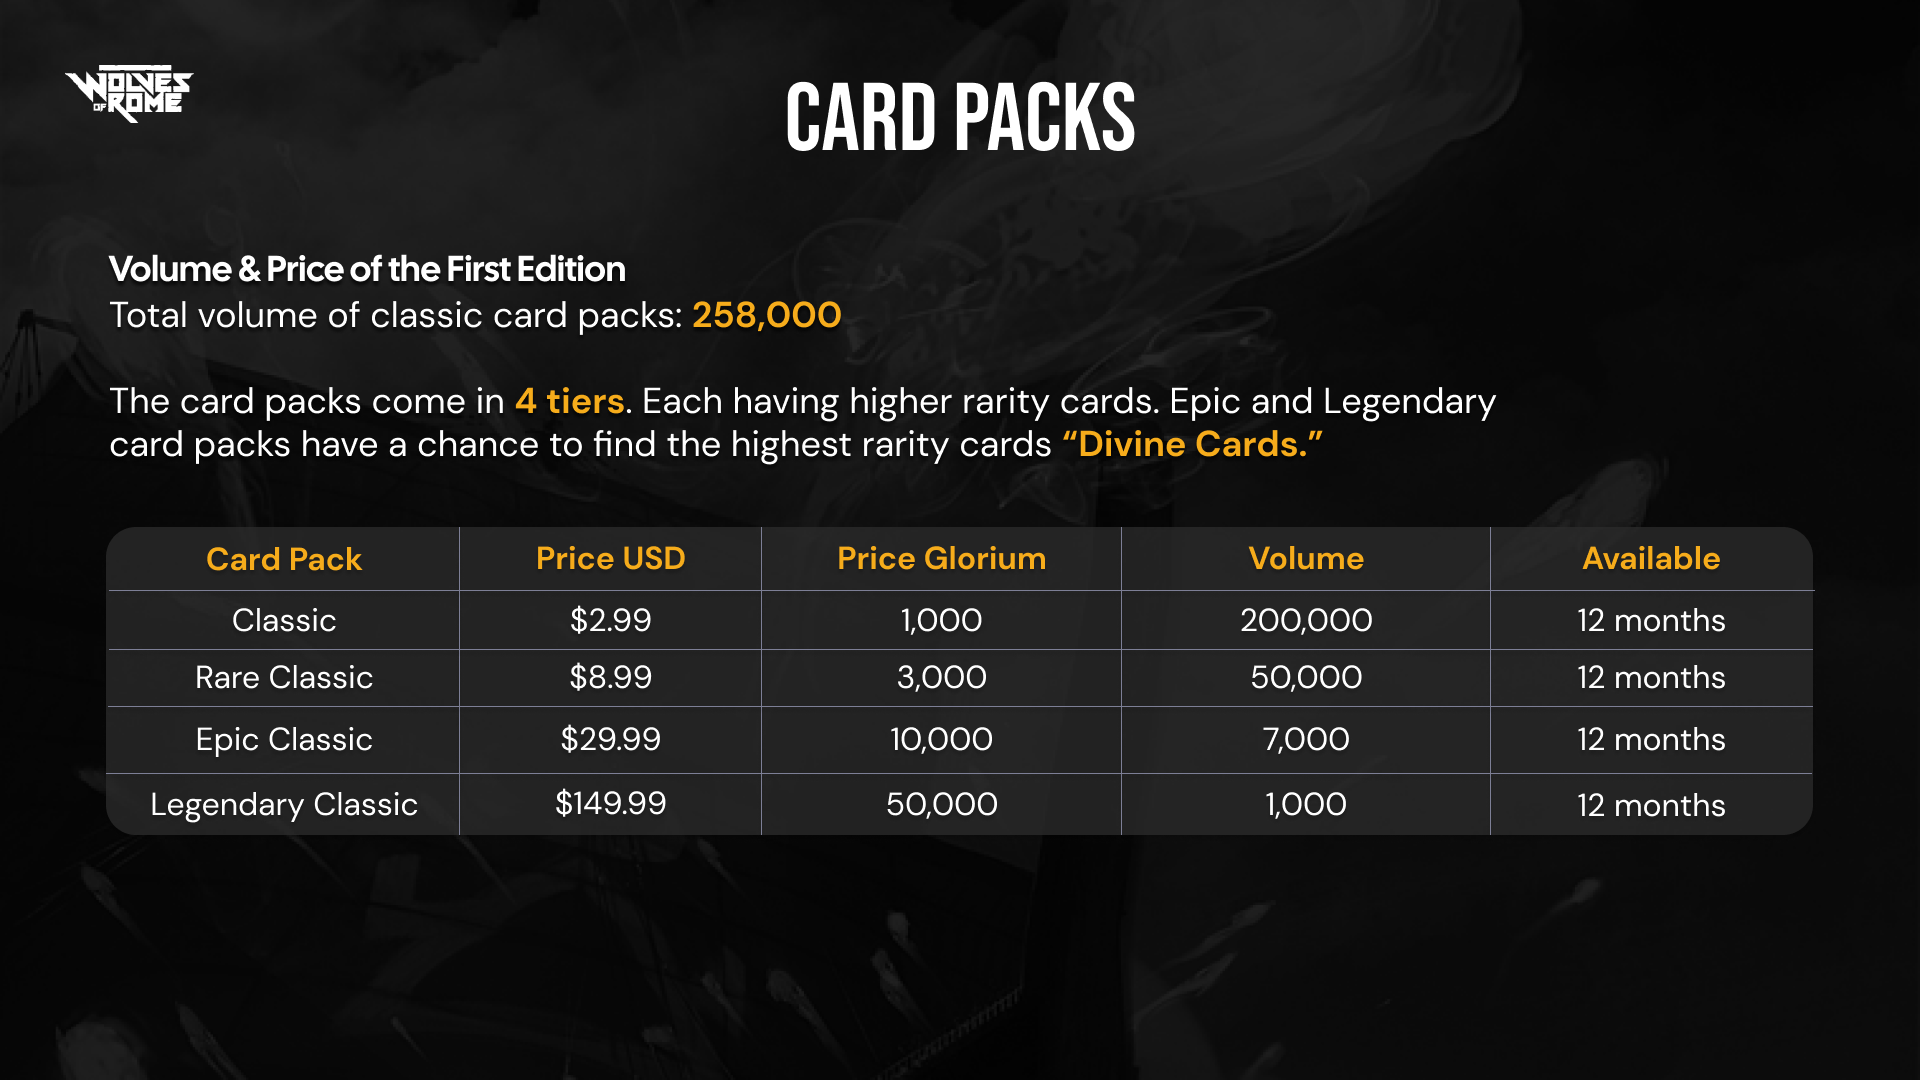 WOLVES
OF ROME
CARD PACKS
Volume & Price of the First Edition
Total volume of classic card packs: 258,000
The card packs come in 4 tiers. Each having higher rarity cards. Epic and Legendary
card packs have a chance to find the highest rarity cards “Divine Cards.”
Card Pack Price USD Price Glorium Volume Available
Classic $2.99 1,000 200,000 12 months
Rare Classic $8.99 3,000 50,000 12 months
Epic Classic $29.99 10,000 7,000 12 months
Legendary Classic $149.99 50,000 1,000 12 months